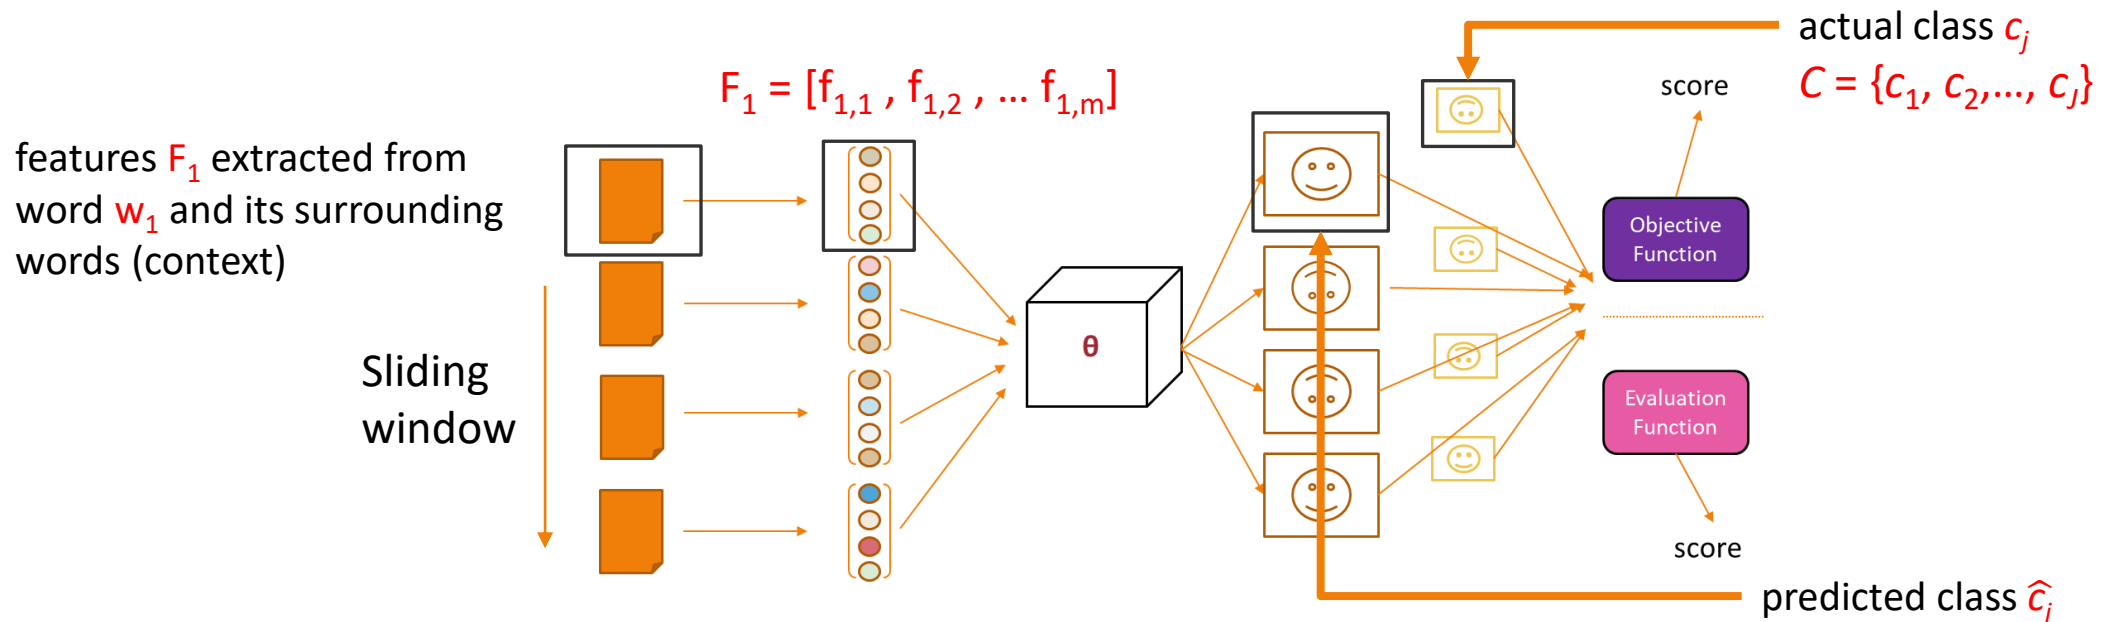 actual class cⱼ
C = {c₁, c₂,..., c_J}
score
F₁ = [f₁,₁ , f₁,₂ , ... f₁,ₘ]
features F₁ extracted from
word w₁ and its surrounding
words (context)
Objective
Function
θ
Sliding
window
Evaluation
Function
score
predicted class ĉⱼ